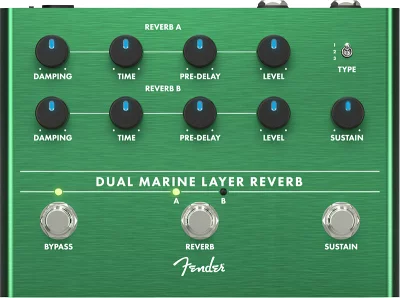 REVERB A
DAMPING TIME PRE-DELAY LEVEL
1
2
3
TYPE
REVERB B
DAMPING TIME PRE-DELAY LEVEL SUSTAIN
DUAL MARINE LAYER REVERB
A B
BYPASS REVERB SUSTAIN
Fender